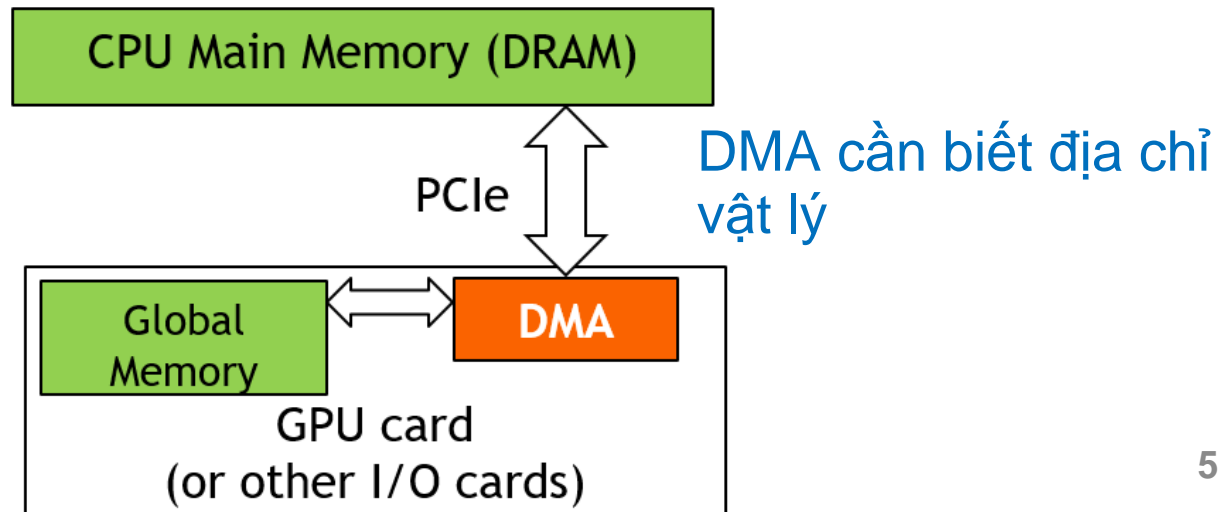 CPU Main Memory (DRAM)
DMA cần biết địa chỉ
vật lý
PCIe
Global
Memory
DMA
GPU card
(or other I/O cards)
5